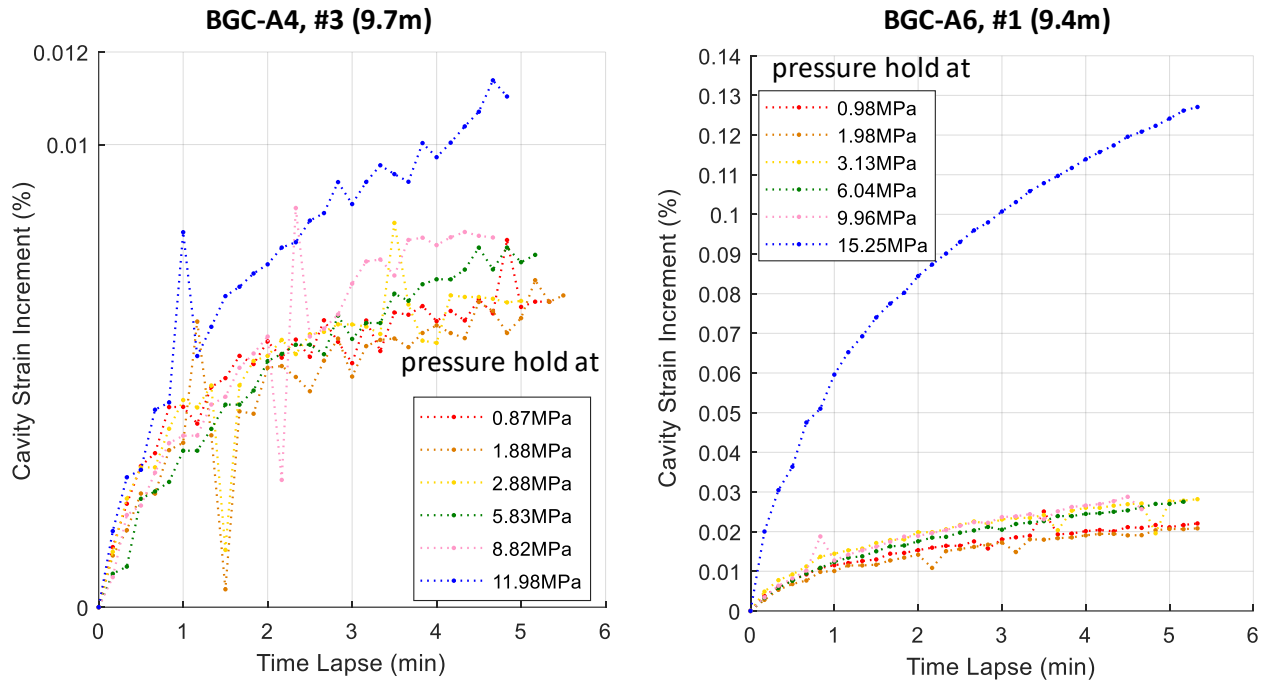 BGC-A4, #3 (9.7m)
0.012
0.01
0
Cavity Strain Increment (%)
pressure hold at
0.87MPa
1.88MPa
2.88MPa
5.83MPa
8.82MPa
11.98MPa
0 1 2 3 4 5 6
Time Lapse (min)
BGC-A6, #1 (9.4m)
pressure hold at
0.98MPa
1.98MPa
3.13MPa
6.04MPa
9.96MPa
15.25MPa
0.14
0.13
0.12
0.11
0.1
0.09
0.08
0.07
0.06
0.05
0.04
0.03
0.02
0.01
0
Cavity Strain Increment (%)
0 1 2 3 4 5 6
Time Lapse (min)